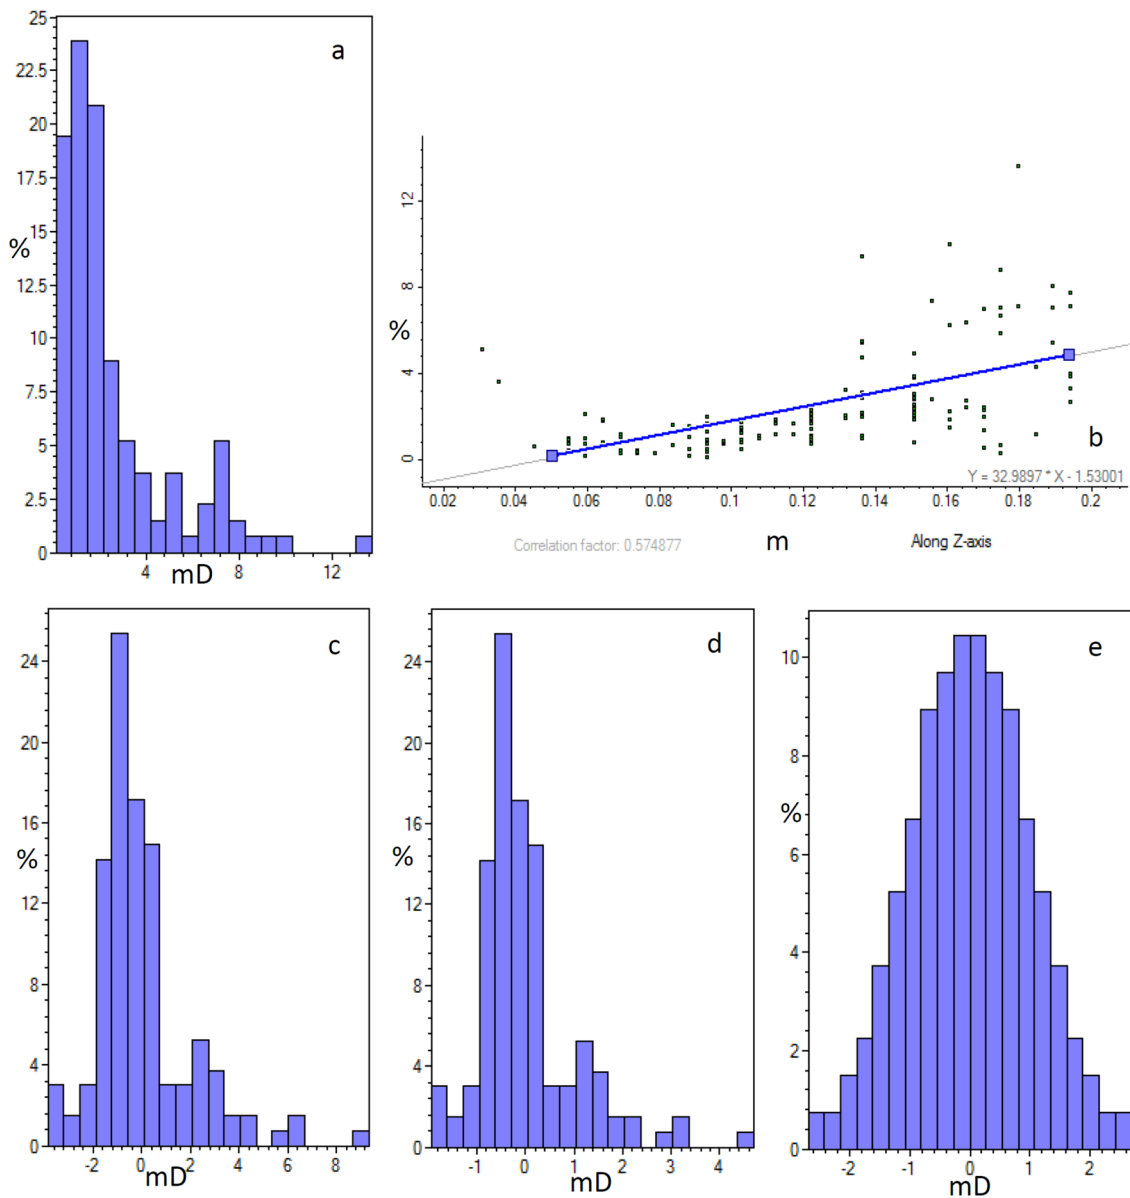 a
25
22.5
20
17.5
15
12.5
10
7.5
5
2.5
0
%
4 8 12
mD
b
12
8
4
0
%
Y = 32.9897 * X - 1.53001
0.02 0.04 0.06 0.08 0.1 0.12 0.14 0.16 0.18 0.2
Correlation factor: 0.574877
m
Along Z-axis
c
24
20
16
12
8
4
0
%
-2 0 2 4 6 8
mD
d
24
20
16
12
8
4
0
%
-1 0 1 2 3 4
mD
e
10
8
6
4
2
0
%
-2 -1 0 1 2
mD